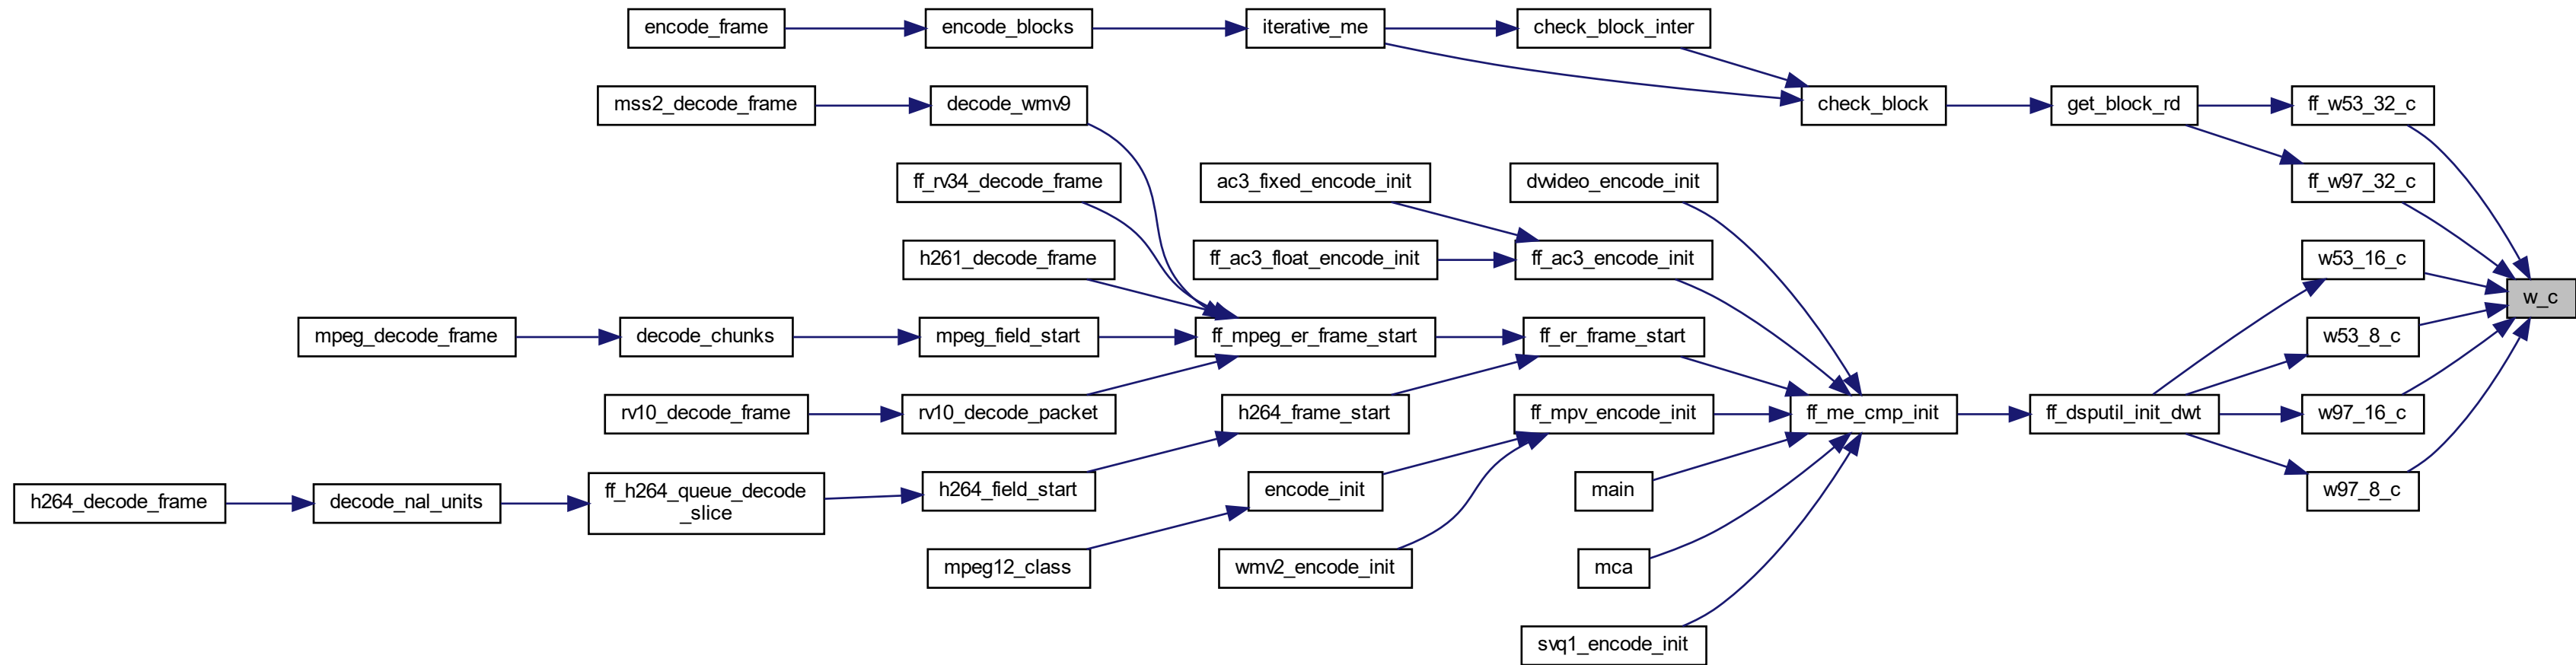 encode_frame
encode_blocks
iterative_me
check_block_inter
mss2_decode_frame
decode_wmv9
check_block
get_block_rd
ff_w53_32_c
ff_rv34_decode_frame
ac3_fixed_encode_init
dvvideo_encode_init
ff_w97_32_c
h261_decode_frame
ff_ac3_float_encode_init
ff_ac3_encode_init
w53_16_c
w_c
mpeg_decode_frame
decode_chunks
mpeg_field_start
ff_mpeg_er_frame_start
ff_er_frame_start
w53_8_c
rv10_decode_frame
rv10_decode_packet
h264_frame_start
ff_mpv_encode_init
ff_me_cmp_init
ff_dsputil_init_dwt
w97_16_c
h264_decode_frame
decode_nal_units
ff_h264_queue_decode
_slice
h264_field_start
encode_init
main
w97_8_c
mpeg12_class
wmv2_encode_init
mca
svq1_encode_init